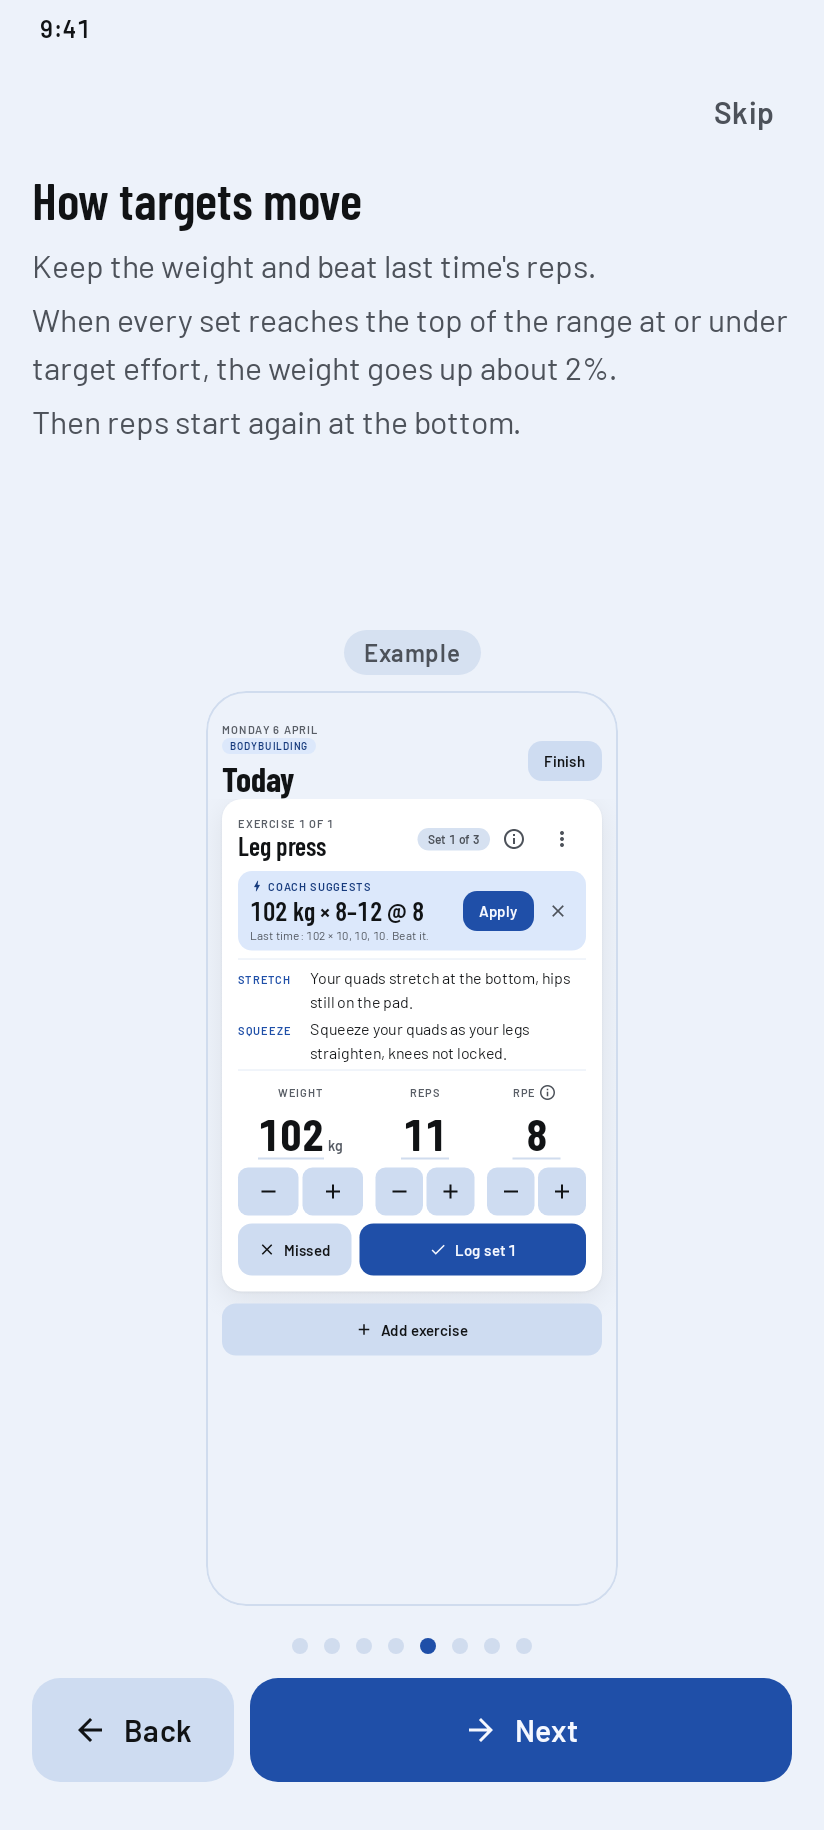 9:41
Skip
How targets move
Keep the weight and beat last time's reps.
When every set reaches the top of the range at or under
target effort, the weight goes up about 2%.
Then reps start again at the bottom.
Example
MONDAY 6 APRIL
BODYBUILDING
Today
Finish
EXERCISE 1 OF 1
Leg press
Set 1 of 3
COACH SUGGESTS
102 kg × 8–12 @ 8
Last time: 102 × 10, 10, 10. Beat it.
Apply
STRETCH Your quads stretch at the bottom, hips
still on the pad.
SQUEEZE Squeeze your quads as your legs
straighten, knees not locked.
WEIGHT REPS RPE
102 kg 11 8
Missed Log set 1
Add exercise
Back Next